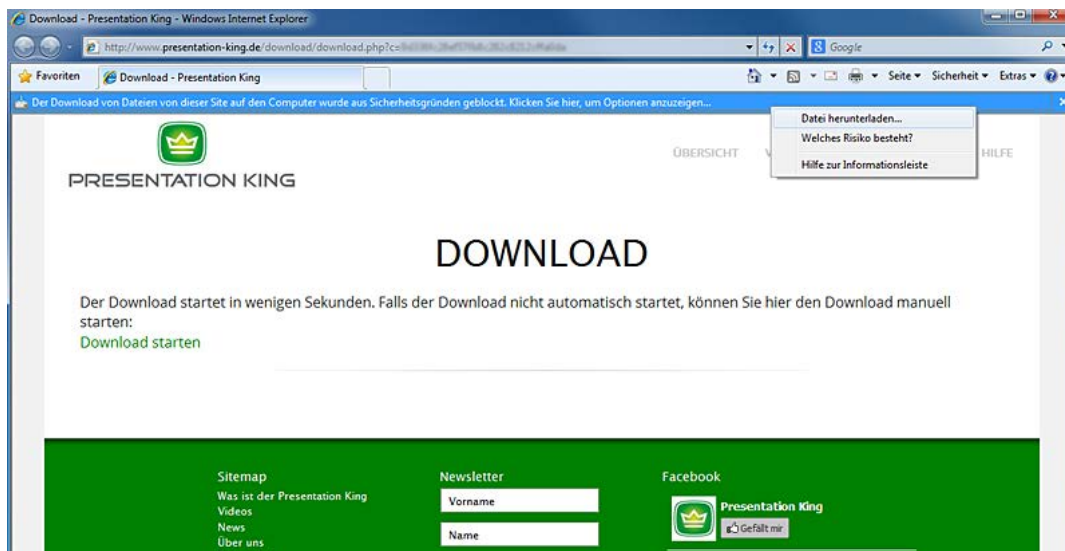 Download - Presentation King - Windows Internet Explorer
http://www.presentation-king.de/download/download.php?c=
Google
Favoriten
Download - Presentation King
Seite
Sicherheit
Extras
Der Download von Dateien von dieser Site auf den Computer wurde aus Sicherheitsgründen geblockt. Klicken Sie hier, um Optionen anzuzeigen...
Datei herunterladen...
Welches Risiko besteht?
Hilfe zur Informationsleiste
PRESENTATION KING
ÜBERSICHT
HILFE
DOWNLOAD
Der Download startet in wenigen Sekunden. Falls der Download nicht automatisch startet, können Sie hier den Download manuell
starten:
Download starten
Sitemap
Was ist der Presentation King
Videos
News
Über uns
Newsletter
Vorname
Name
Facebook
Presentation King
Gefällt mir